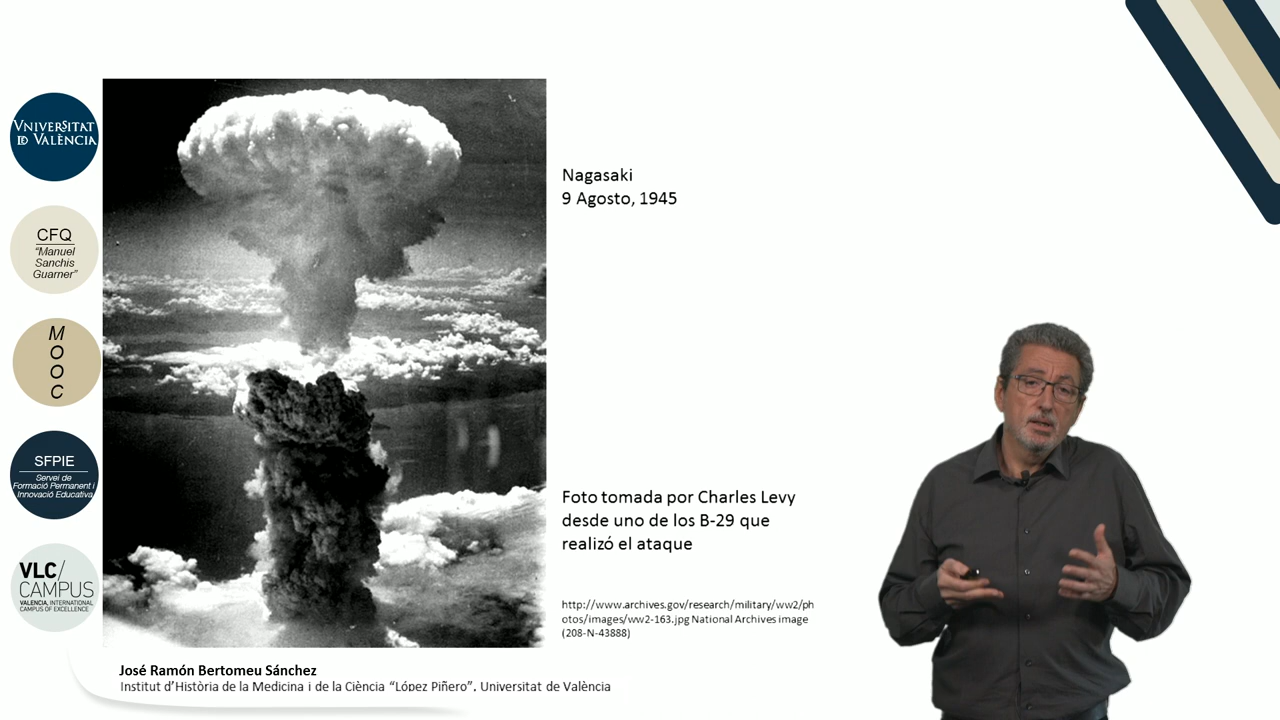 VNIVERSITAT
ID VALÈNCIA
CFQ
“Manuel
Sanchis
Guarner”
M
O
O
C
SFPIE
Servei de
Formació Permanent i
Innovació Educativa
VLC/
CAMPUS
VALENCIA, INTERNATIONAL
CAMPUS OF EXCELLENCE
Nagasaki
9 Agosto, 1945
Foto tomada por Charles Levy
desde uno de los B-29 que
realizó el ataque
http://www.archives.gov/research/military/ww2/ph
otos/images/ww2-163.jpg National Archives image
(208-N-43888)
José Ramón Bertomeu Sánchez
Institut d’Història de la Medicina i de la Ciència “López Piñero”. Universitat de València